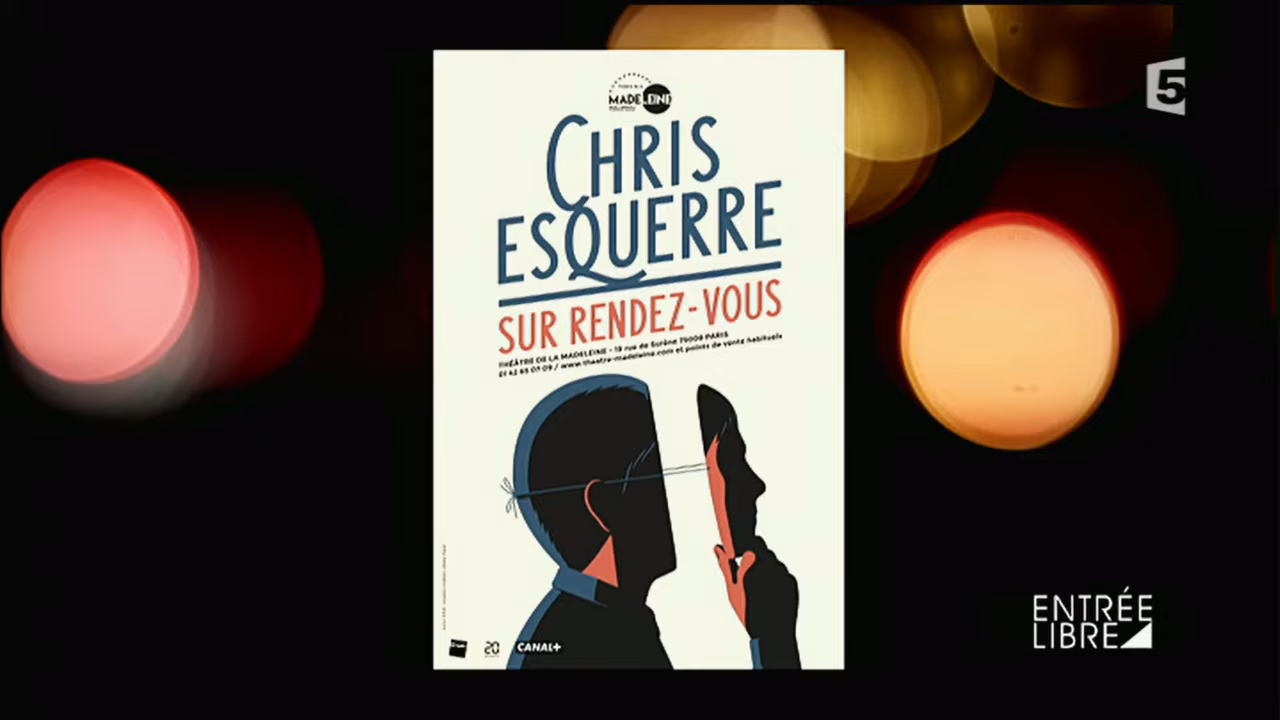 MADELEINE
CHRIS
ESQUERRE
SUR RENDEZ-VOUS
THÉÂTRE DE LA MADELEINE - 19 rue de Surène 75008 PARIS
01 42 65 07 09 / www.theatre-madeleine.com et points de vente habituels
20
CANAL+
5
ENTRÉE
LIBRE